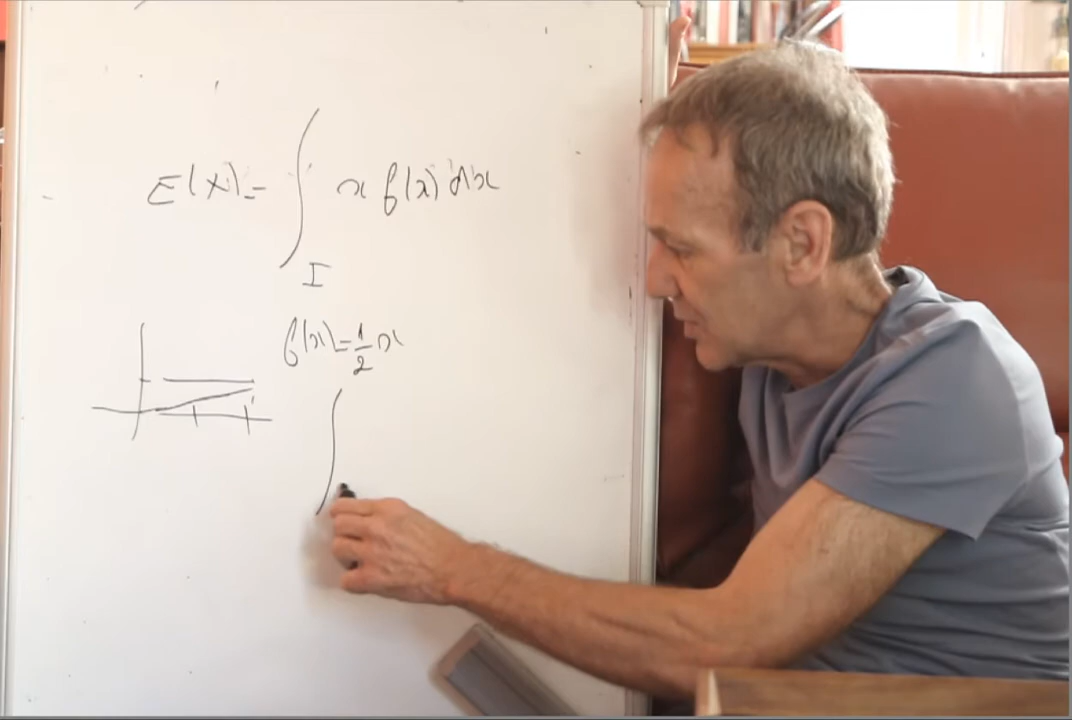 E(X)= ∫ x f(x) dx
I
f(x)=1/2 x
∫